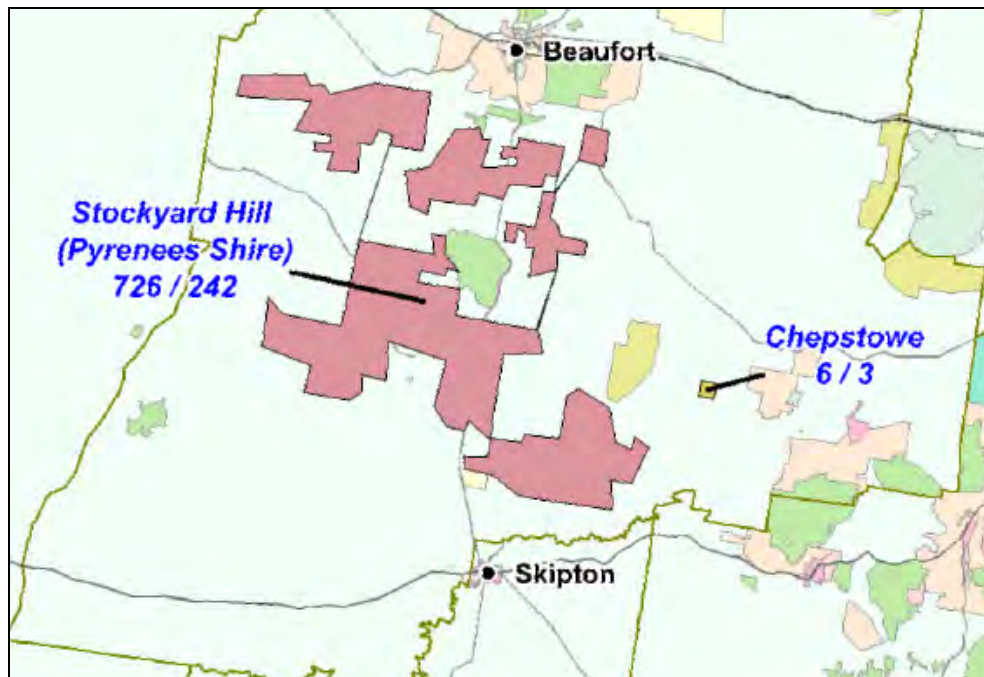 Beaufort
Stockyard Hill
(Pyrenees Shire)
726 / 242
Chepstowe
6 / 3
Skipton